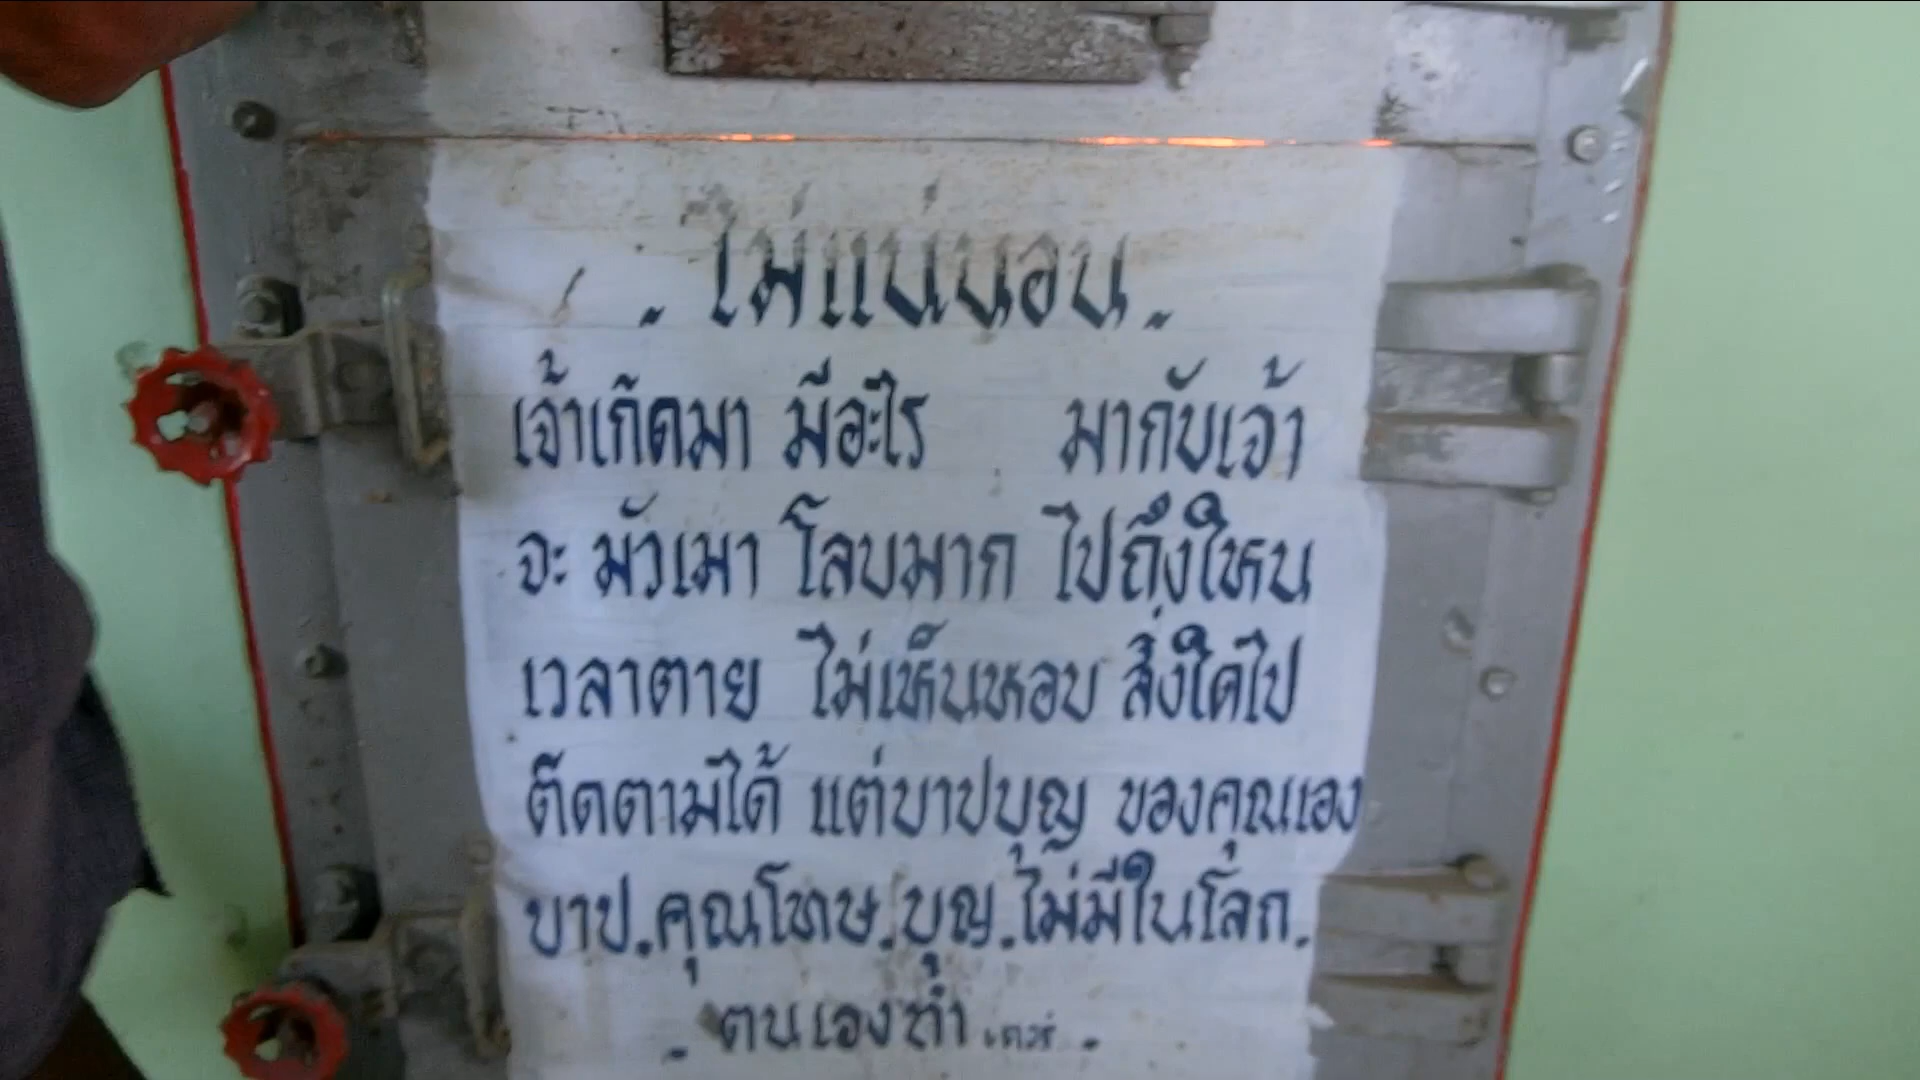 ไม่แน่นอน
เจ้าเกิดมา มีอะไร มากับเจ้า
จะ มัวเมา โลบมาก ไปถึงไหน
เวลาตาย ไม่เห็นหอบ สิ่งใดไป
ติดตามได้ แต่บาปบุญ ของคุณเอง
บาป.คุณโทษ.บุญ.ไม่มีในโลก.
ตนเองทำ